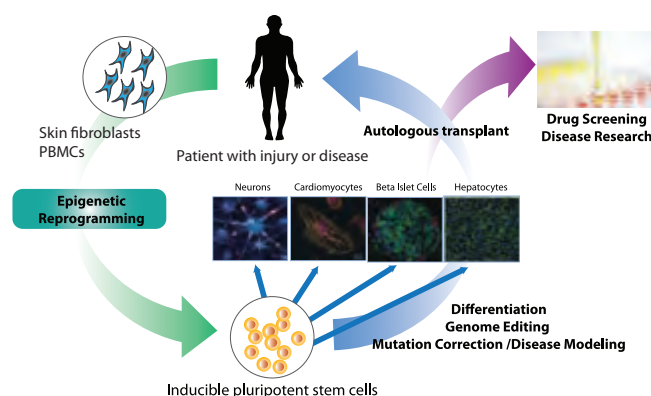 Skin fibroblasts
PBMCs
Patient with injury or disease
Autologous transplant
Drug Screening
Disease Research
Epigenetic
Reprogramming
Neurons
Cardiomyocytes
Beta Islet Cells
Hepatocytes
Differentiation
Genome Editing
Mutation Correction /Disease Modeling
Inducible pluripotent stem cells